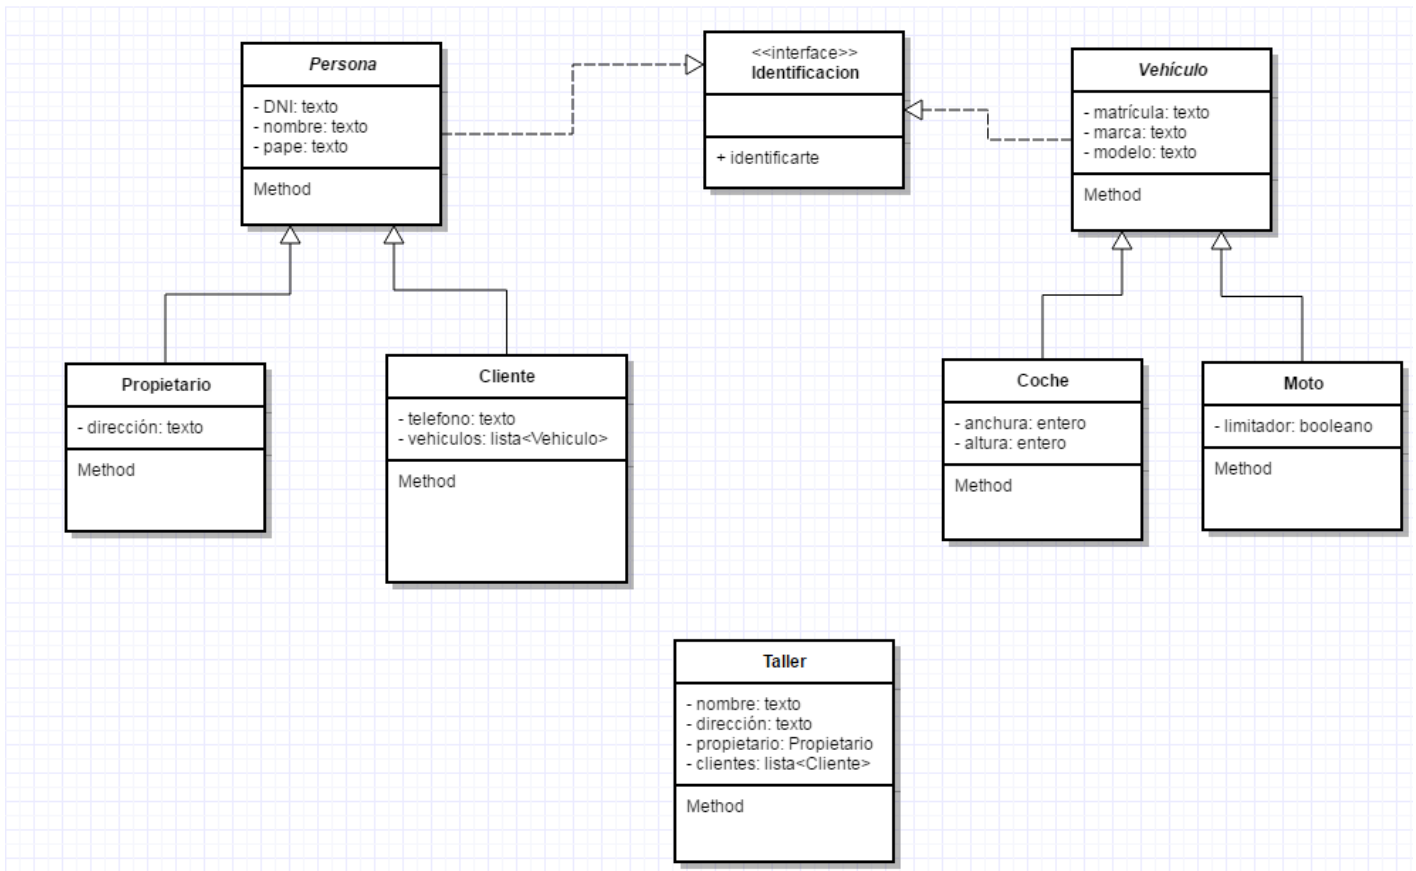 Persona
- DNI: texto
- nombre: texto
- pape: texto
Method
<<interface>>
Identificacion
+ identificarte
Vehículo
- matrícula: texto
- marca: texto
- modelo: texto
Method
Propietario
- dirección: texto
Method
Cliente
- telefono: texto
- vehiculos: lista<Vehiculo>
Method
Coche
- anchura: entero
- altura: entero
Method
Moto
- limitador: booleano
Method
Taller
- nombre: texto
- dirección: texto
- propietario: Propietario
- clientes: lista<Cliente>
Method